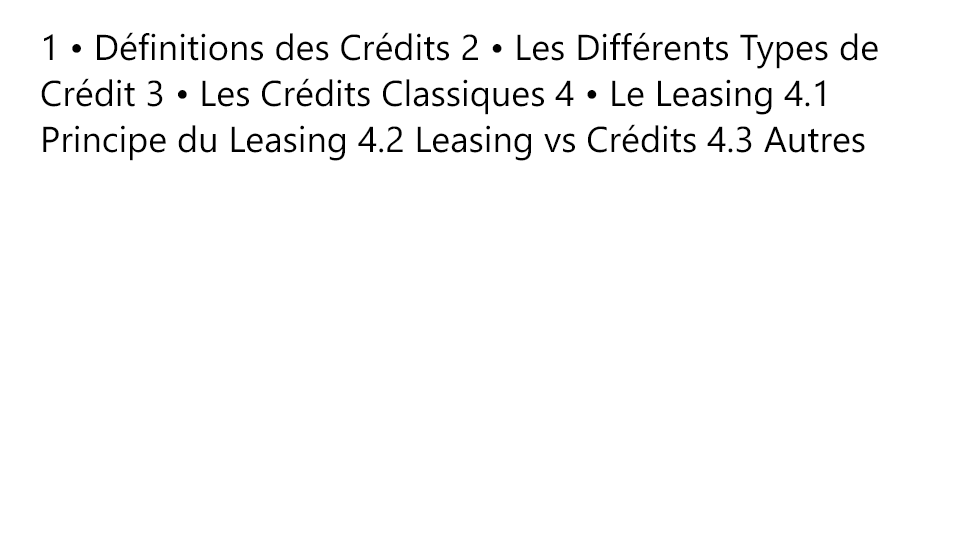 1 • Définitions des Crédits 2 • Les Différents Types de
Crédit 3 • Les Crédits Classiques 4 • Le Leasing 4.1
Principe du Leasing 4.2 Leasing vs Crédits 4.3 Autres